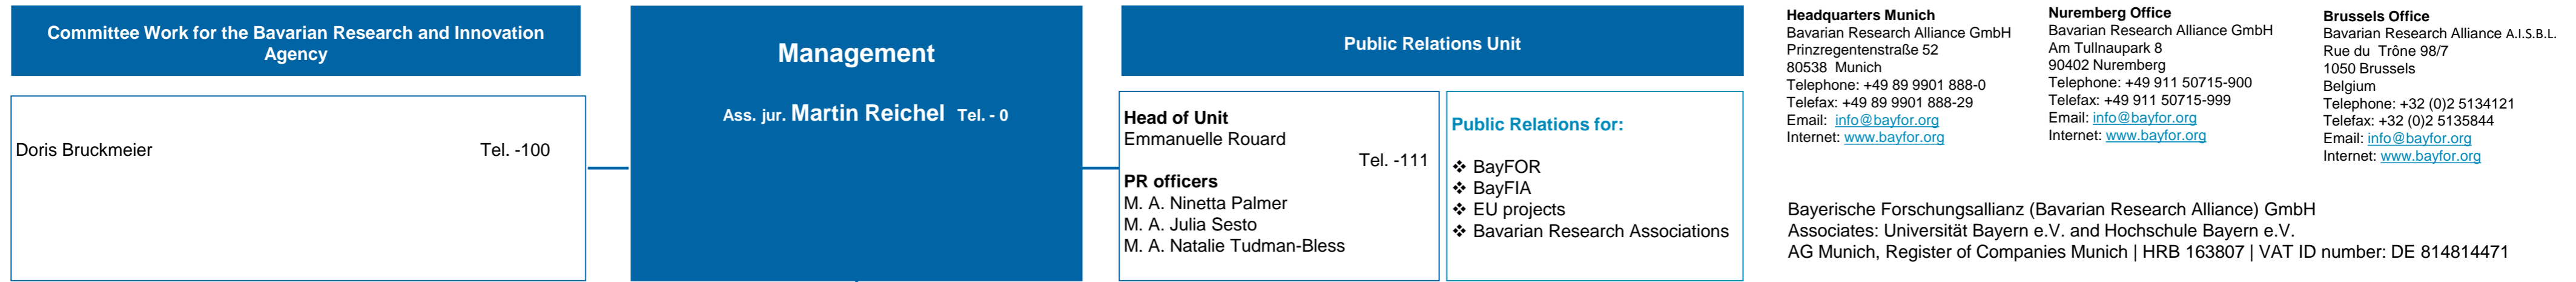 Committee Work for the Bavarian Research and Innovation
Agency
Doris Bruckmeier Tel. -100
Management
Ass. jur. Martin Reichel Tel. - 0
Public Relations Unit
Head of Unit
Emmanuelle Rouard
Tel. -111
PR officers
M. A. Ninetta Palmer
M. A. Julia Sesto
M. A. Natalie Tudman-Bless
Public Relations for:
❖ BayFOR
❖ BayFIA
❖ EU projects
❖ Bavarian Research Associations
Headquarters Munich
Bavarian Research Alliance GmbH
Prinzregentenstraße 52
80538 Munich
Telephone: +49 89 9901 888-0
Telefax: +49 89 9901 888-29
Email: info@bayfor.org
Internet: www.bayfor.org
Nuremberg Office
Bavarian Research Alliance GmbH
Am Tullnaupark 8
90402 Nuremberg
Telephone: +49 911 50715-900
Telefax: +49 911 50715-999
Email: info@bayfor.org
Internet: www.bayfor.org
Brussels Office
Bavarian Research Alliance A.I.S.B.L.
Rue du Trône 98/7
1050 Brussels
Belgium
Telephone: +32 (0)2 5134121
Telefax: +32 (0)2 5135844
Email: info@bayfor.org
Internet: www.bayfor.org
Bayerische Forschungsallianz (Bavarian Research Alliance) GmbH
Associates: Universität Bayern e.V. and Hochschule Bayern e.V.
AG Munich, Register of Companies Munich | HRB 163807 | VAT ID number: DE 814814471